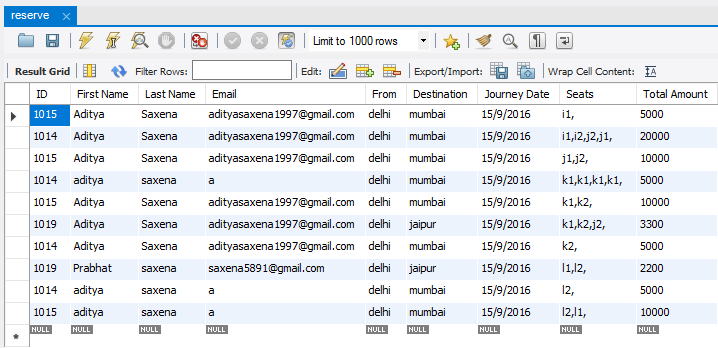 reserve
Limit to 1000 rows
Result Grid Filter Rows: Edit: Export/Import: Wrap Cell Content:
ID First Name Last Name Email From Destination Journey Date Seats Total Amount
1015 Aditya Saxena adityasaxena1997@gmail.com delhi mumbai 15/9/2016 i1, 5000
1014 Aditya Saxena adityasaxena1997@gmail.com delhi mumbai 15/9/2016 i1,i2,j2,j1, 20000
1015 Aditya Saxena adityasaxena1997@gmail.com delhi mumbai 15/9/2016 j1,j2, 10000
1014 aditya saxena a delhi mumbai 15/9/2016 k1,k1,k1,k1, 5000
1015 Aditya Saxena adityasaxena1997@gmail.com delhi mumbai 15/9/2016 k1,k2, 10000
1019 Aditya Saxena adityasaxena1997@gmail.com delhi jaipur 15/9/2016 k1,k2,j2, 3300
1014 Aditya Saxena adityasaxena1997@gmail.com delhi mumbai 15/9/2016 k2, 5000
1019 Prabhat saxena saxena5891@gmail.com delhi jaipur 15/9/2016 l1,l2, 2200
1014 aditya saxena a delhi mumbai 15/9/2016 l2, 5000
1015 aditya saxena a delhi mumbai 15/9/2016 l2,l1, 10000
NULL NULL NULL NULL NULL NULL NULL NULL NULL